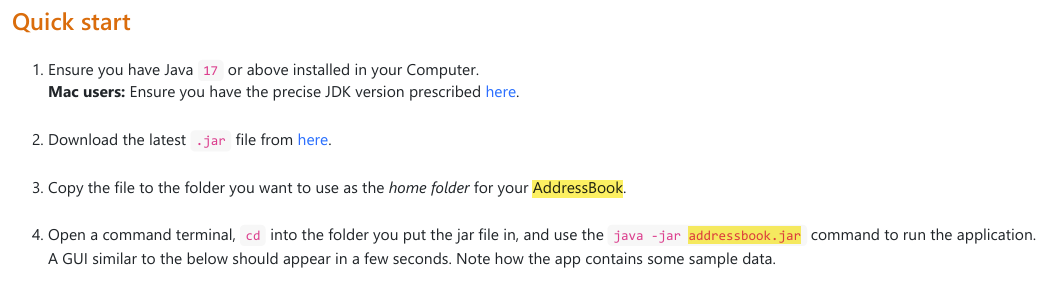 Quick start
1. Ensure you have Java 17 or above installed in your Computer.
Mac users: Ensure you have the precise JDK version prescribed here.
2. Download the latest .jar file from here.
3. Copy the file to the folder you want to use as the home folder for your AddressBook.
4. Open a command terminal, cd into the folder you put the jar file in, and use the java -jar addressbook.jar command to run the application.
A GUI similar to the below should appear in a few seconds. Note how the app contains some sample data.